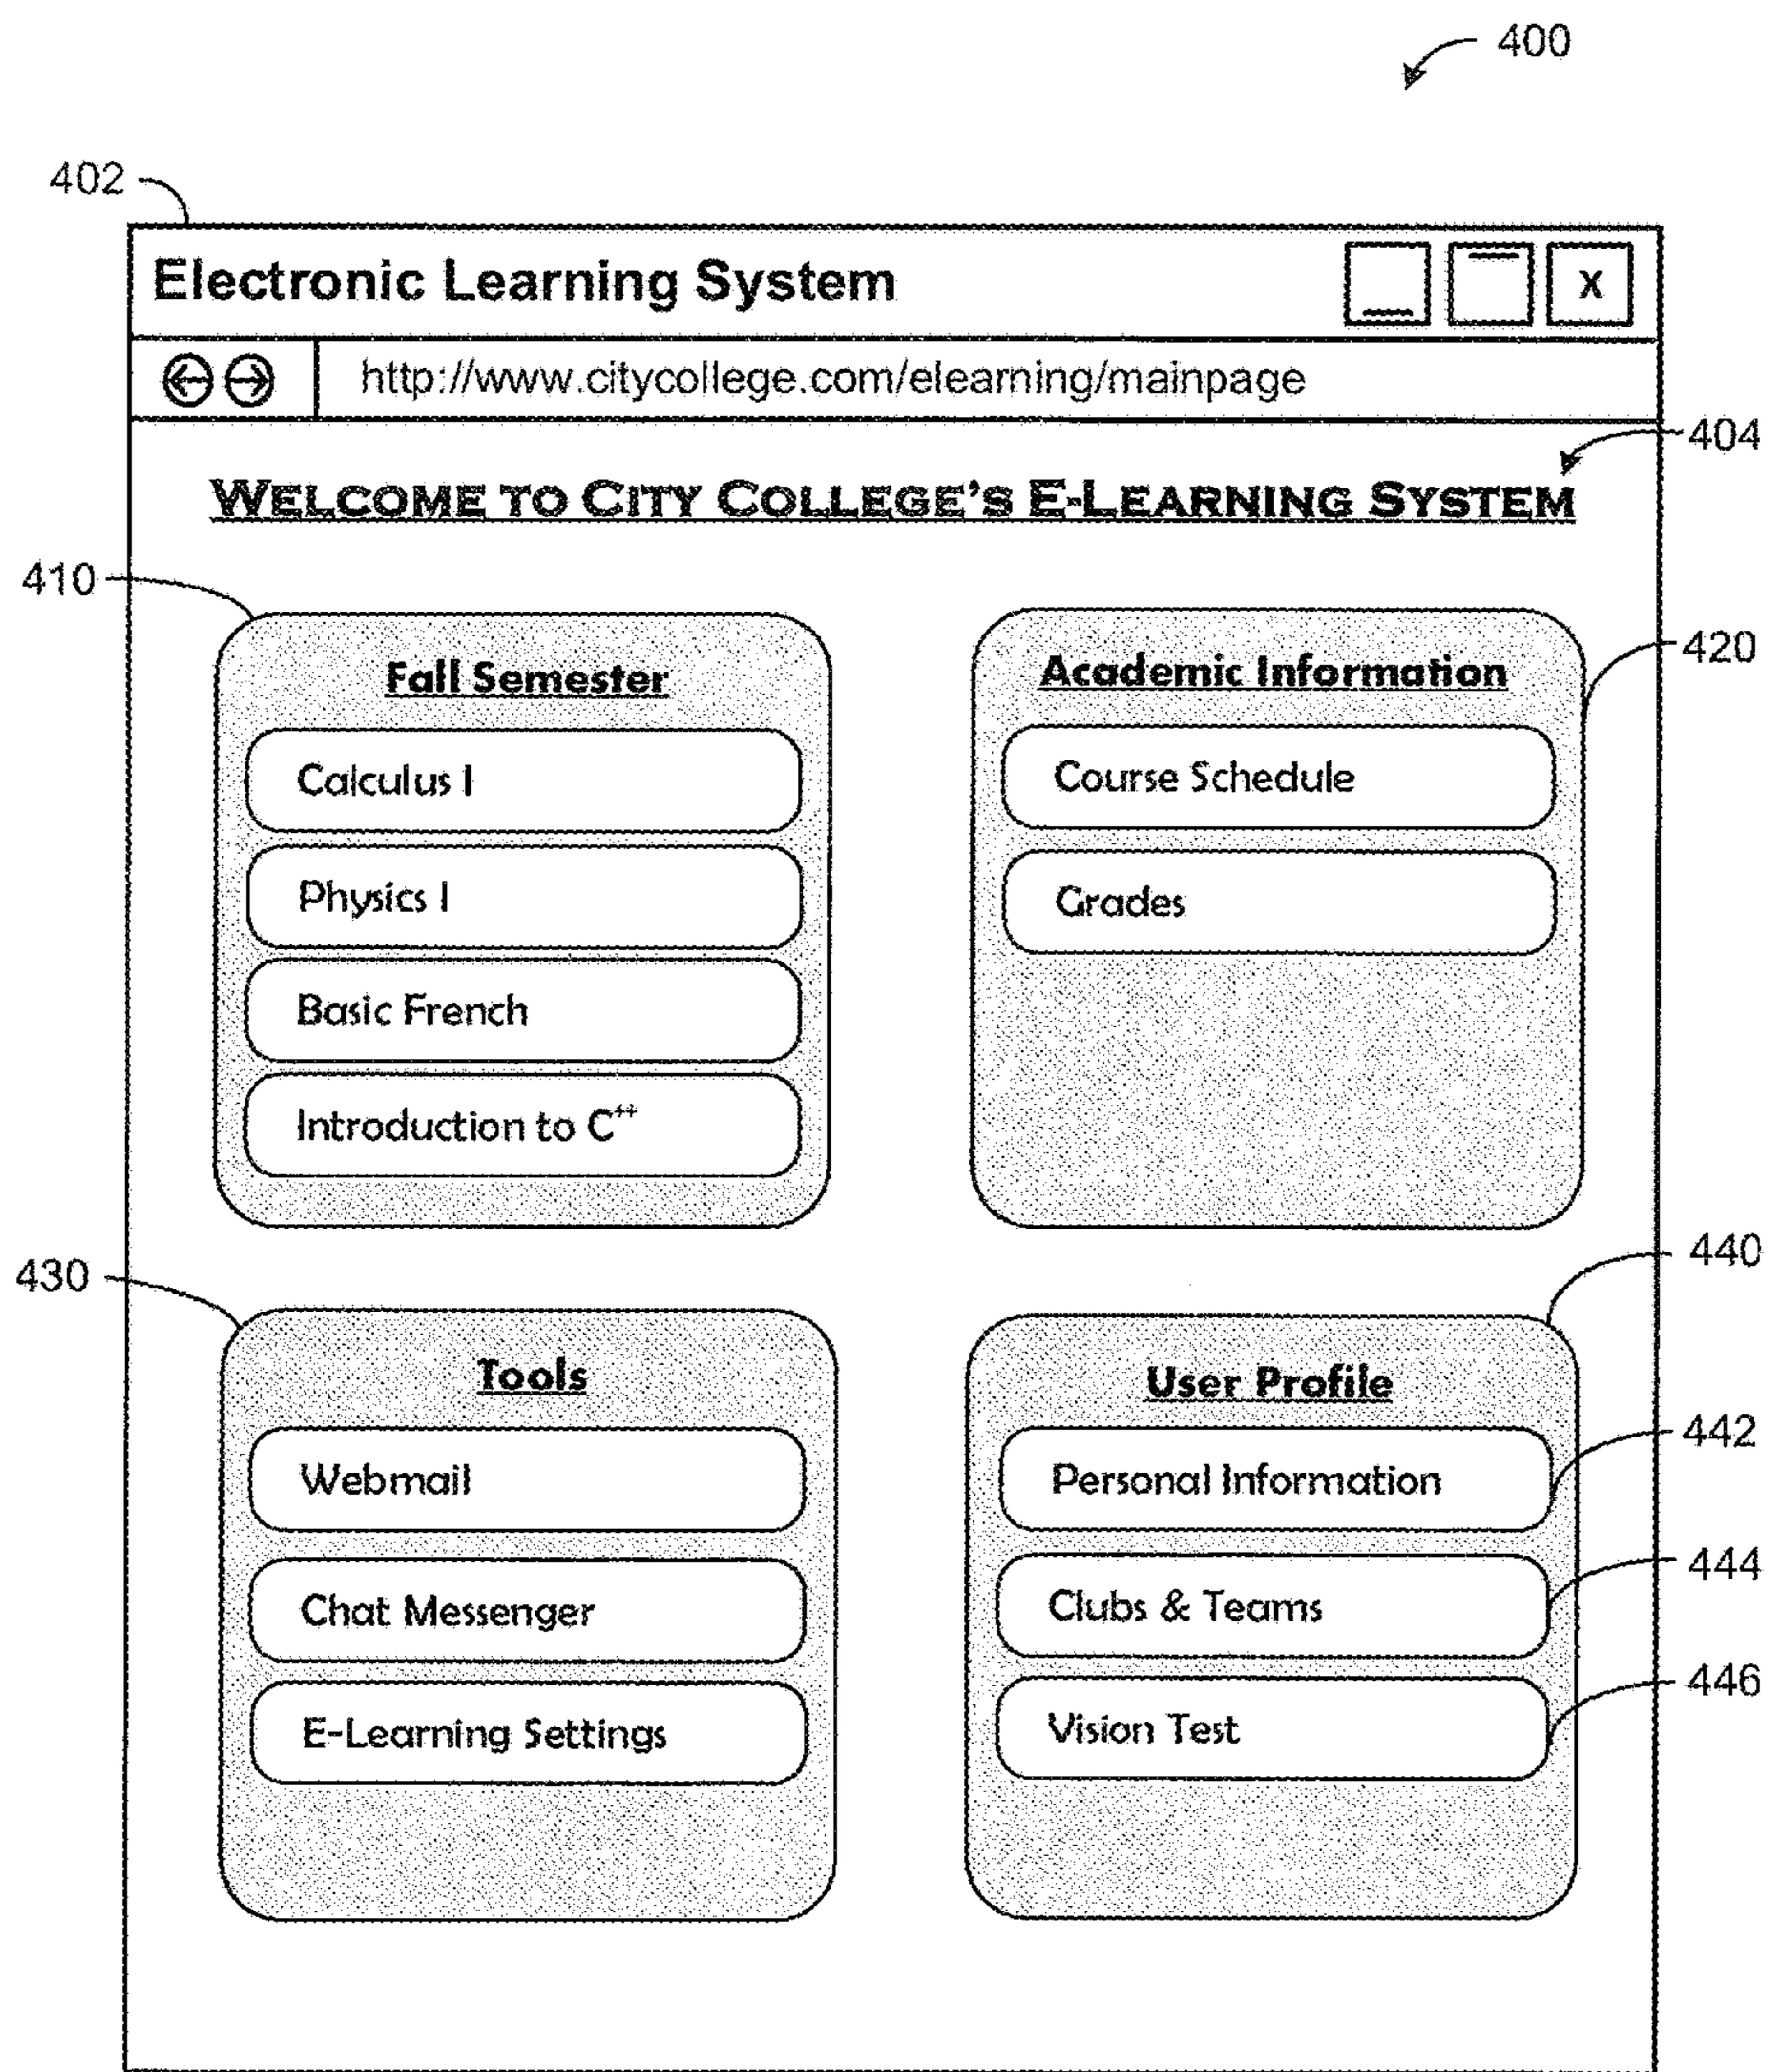 400
402
Electronic Learning System
X
http://www.citycollege.com/elearning/mainpage
404
WELCOME TO CITY COLLEGE'S E-LEARNING SYSTEM
410
Fall Semester
Calculus I
Physics I
Basic French
Introduction to C++
420
Academic Information
Course Schedule
Grades
430
Tools
Webmail
Chat Messenger
E-Learning Settings
440
User Profile
442
Personal Information
444
Clubs & Teams
446
Vision Test